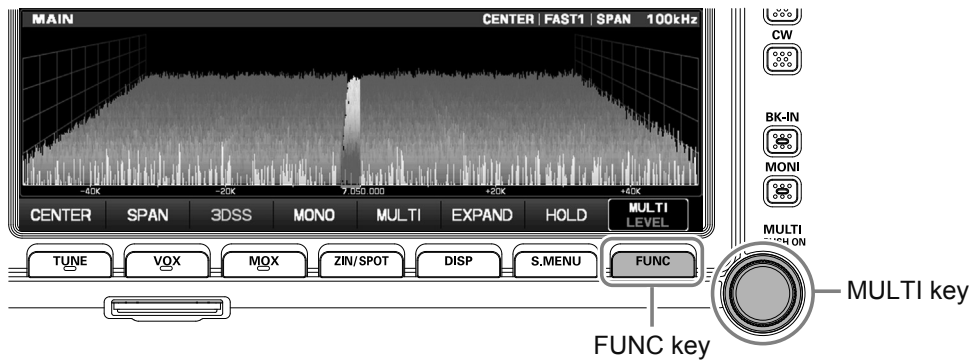 MAIN CENTER FAST1 SPAN 100kHz
CW
BK-IN
MONI
-40K -20K 7.050.000 +20K +40K
CENTER SPAN 3DSS MONO MULTI EXPAND HOLD MULTI
LEVEL
MULTI
PUSH ON
TUNE VOX MOX ZIN/SPOT DISP S.MENU FUNC
MULTI key
FUNC key